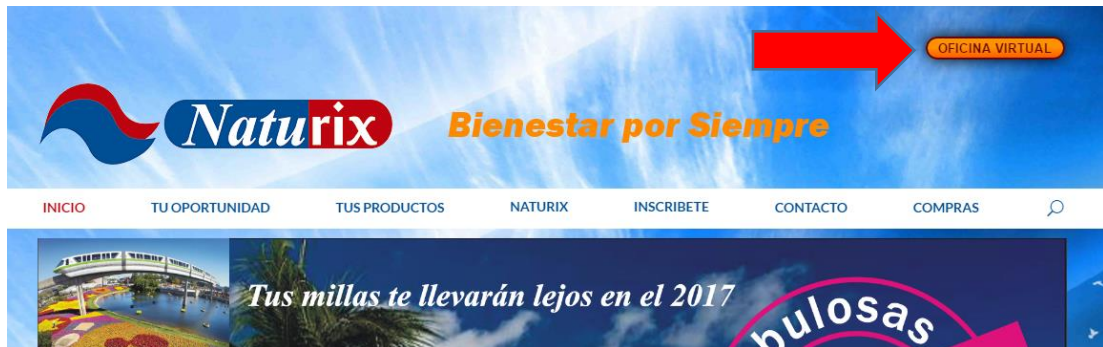 OFICINA VIRTUAL
Naturix
Bienestar por Siempre
INICIO TU OPORTUNIDAD TUS PRODUCTOS NATURIX INSCRIBETE CONTACTO COMPRAS
Tus millas te llevarán lejos en el 2017
bulosas